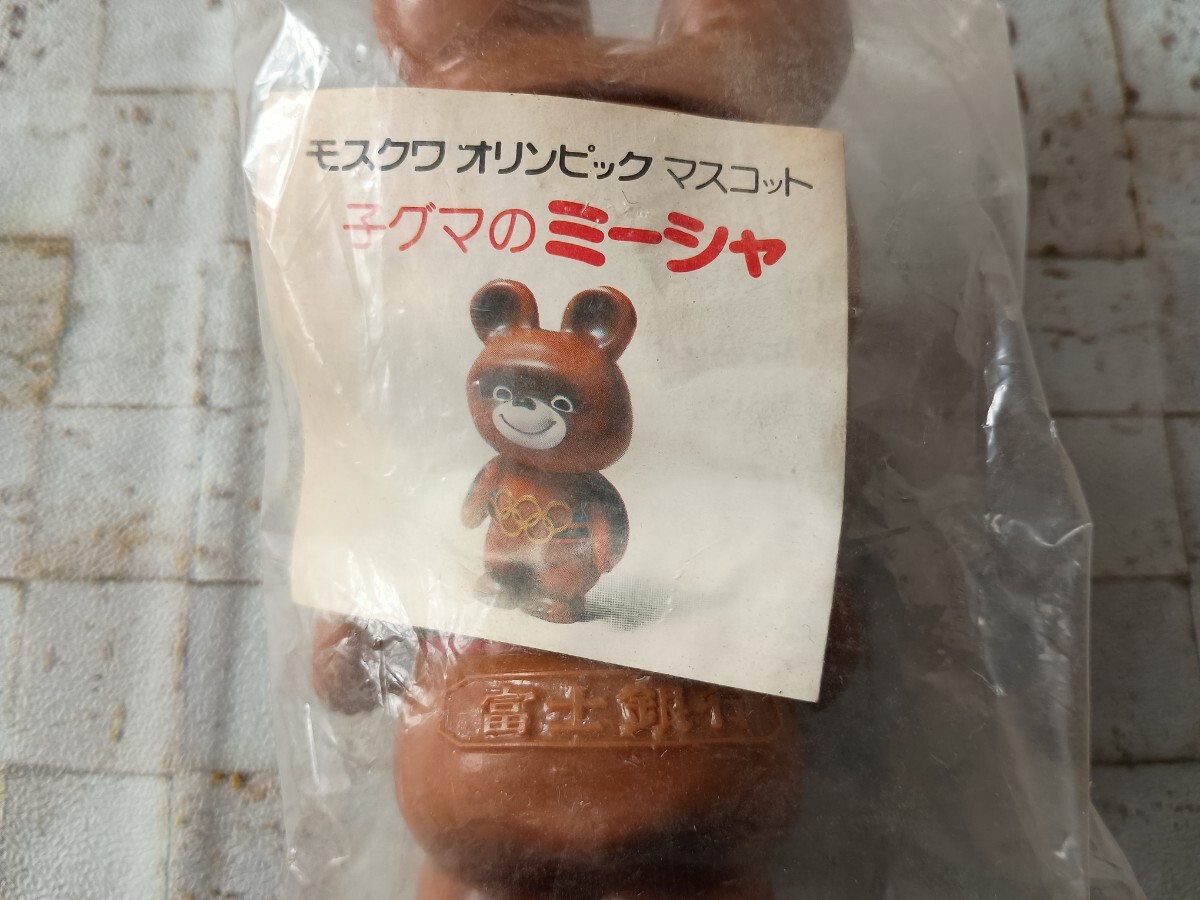 モスクワ オリンピック マスコット
子グマのミーシャ
富士銀行